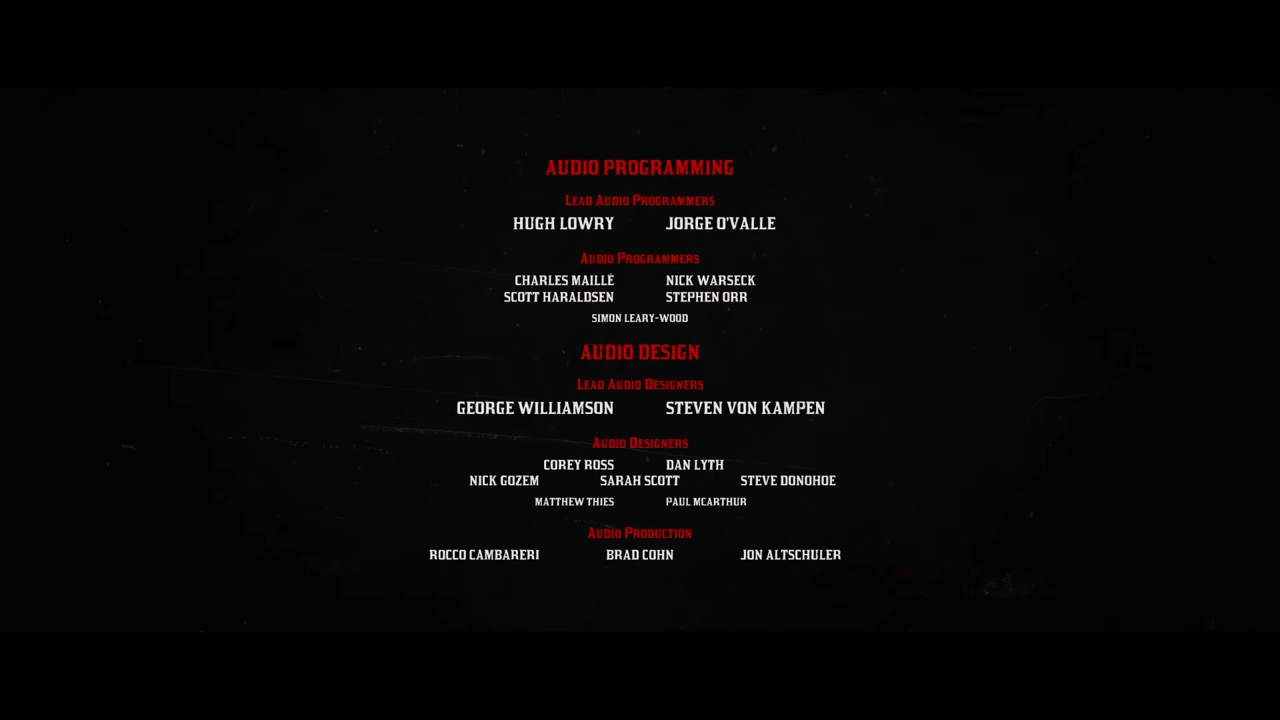 AUDIO PROGRAMMING
LEAD AUDIO PROGRAMMERS
HUGH LOWRY JORGE O'VALLE
AUDIO PROGRAMMERS
CHARLES MAILLÉ NICK WARSECK
SCOTT HARALDSEN STEPHEN ORR
SIMON LEARY-WOOD
AUDIO DESIGN
LEAD AUDIO DESIGNERS
GEORGE WILLIAMSON STEVEN VON KAMPEN
AUDIO DESIGNERS
COREY ROSS DAN LYTH
NICK GOZEM SARAH SCOTT STEVE DONOHOE
MATTHEW THIES PAUL MCARTHUR
AUDIO PRODUCTION
ROCCO CAMBARERI BRAD COHN JON ALTSCHULER